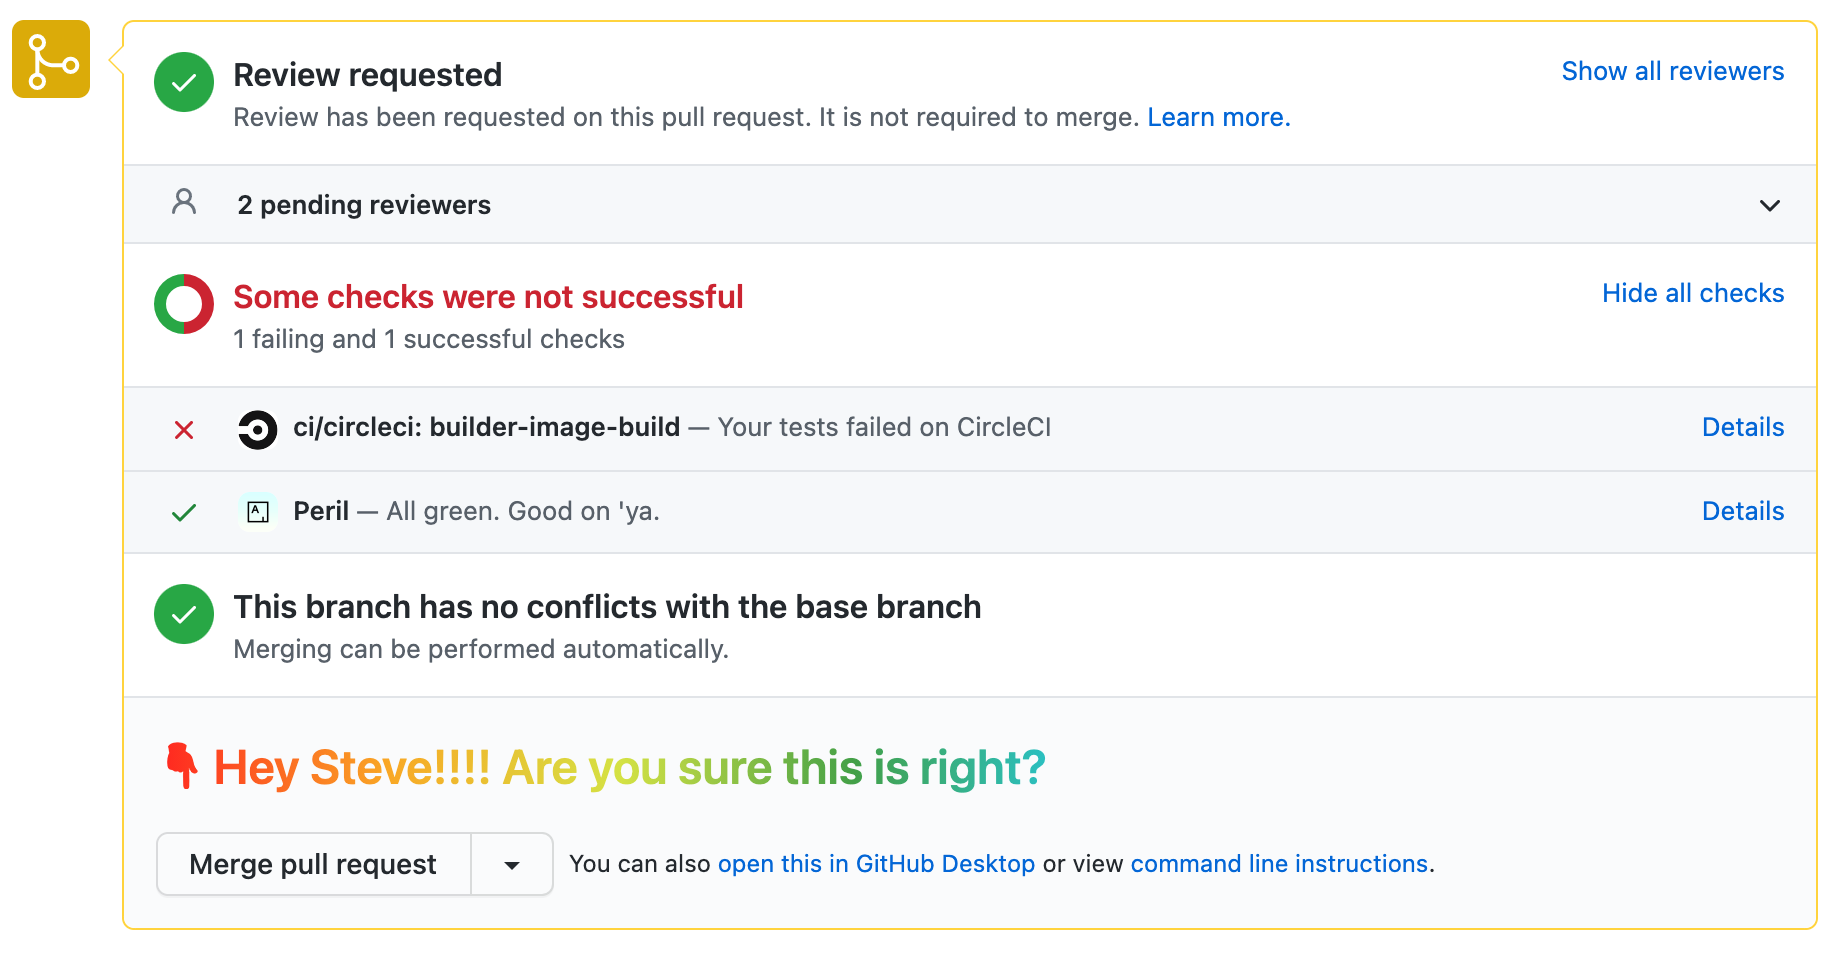 Review requested
Show all reviewers
Review has been requested on this pull request. It is not required to merge. Learn more.
2 pending reviewers
Some checks were not successful
Hide all checks
1 failing and 1 successful checks
ci/circleci: builder-image-build — Your tests failed on CircleCI
Details
A
Peril — All green. Good on 'ya.
Details
This branch has no conflicts with the base branch
Merging can be performed automatically.
👇 Hey Steve!!!! Are you sure this is right?
Merge pull request
You can also open this in GitHub Desktop or view command line instructions.